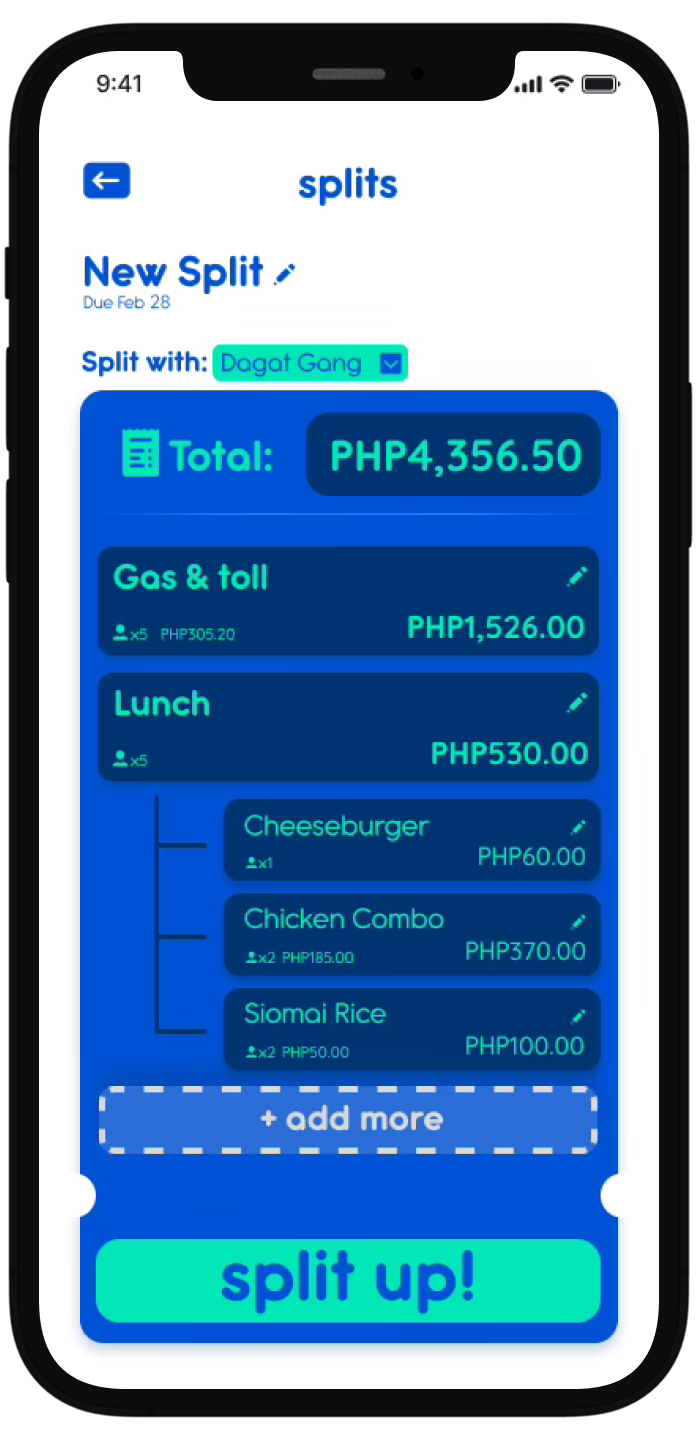 9:41
splits
New Split
Due Feb 28
Split with: Dagat Gang
Total: PHP4,356.50
Gas & toll
x5 PHP305.20 PHP1,526.00
Lunch
x5 PHP530.00
Cheeseburger
x1 PHP60.00
Chicken Combo
x2 PHP185.00 PHP370.00
Siomai Rice
x2 PHP50.00 PHP100.00
+ add more
split up!